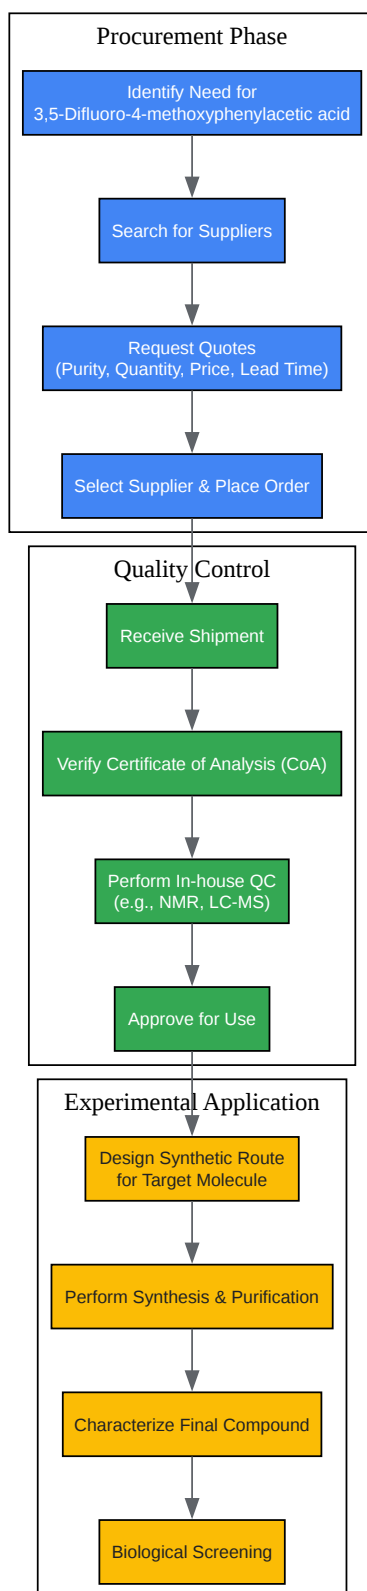 Procurement Phase
Identify Need for
3,5-Difluoro-4-methoxyphenylacetic acid
Search for Suppliers
Request Quotes
(Purity, Quantity, Price, Lead Time)
Select Supplier & Place Order
Quality Control
Receive Shipment
Verify Certificate of Analysis (CoA)
Perform In-house QC
(e.g., NMR, LC-MS)
Approve for Use
Experimental Application
Design Synthetic Route
for Target Molecule
Perform Synthesis & Purification
Characterize Final Compound
Biological Screening